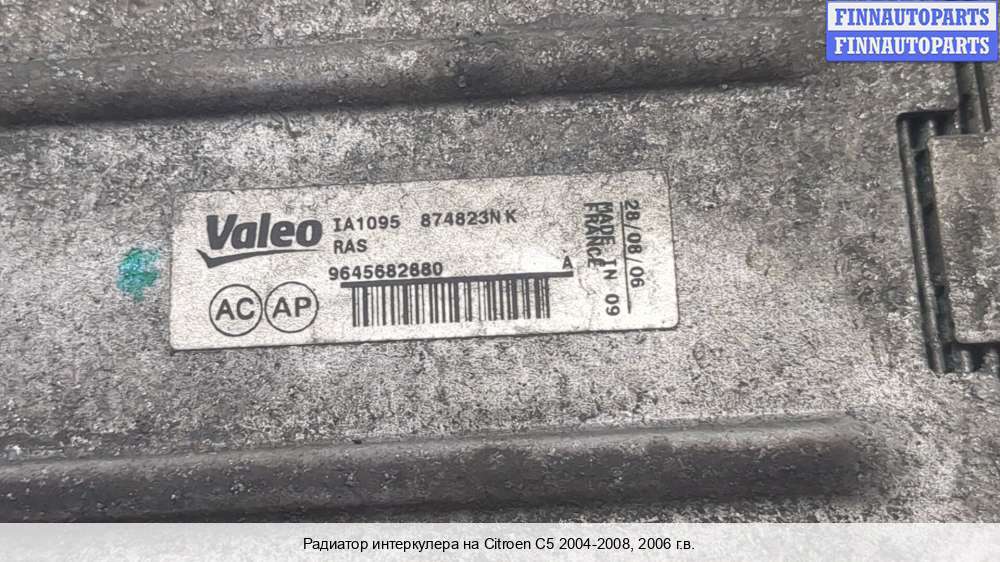 FINNAUTOPARTS
FINNAUTOPARTS
Valeo
IA1095 874823NK
RAS
9645682680 A
AC AP
MADE IN
FRANCE
09
28/08/06
Радиатор интеркулера на Citroen C5 2004-2008, 2006 г.в.